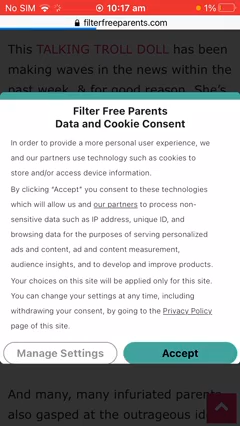 No SIM 10:17 am 1%
filterfreeparents.com
This TALKING TROLL DOLL has been
making waves in the news within the
past week, & for good reason. She's
Filter Free Parents
Data and Cookie Consent
In order to provide a more personal user experience, we
and our partners use technology such as cookies to
store and/or access device information.
By clicking "Accept" you consent to these technologies
which will allow us and our partners to process non-
sensitive data such as IP address, unique ID, and
browsing data for the purposes of serving personalized
ads and content, ad and content measurement,
audience insights, and to develop and improve products.
Your choices on this site will be applied only for this site.
You can change your settings at any time, including
withdrawing your consent, by going to the Privacy Policy
page of this site.
Manage Settings Accept
And many, many infuriated parents
also gasped at the outrageous